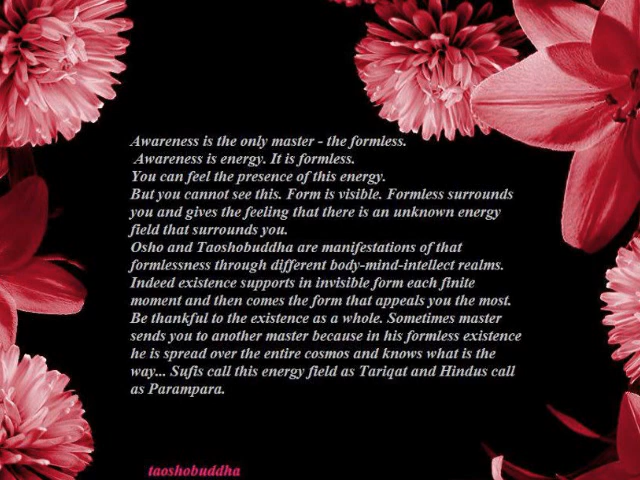 Awareness is the only master - the formless.
Awareness is energy. It is formless.
You can feel the presence of this energy.
But you cannot see this. Form is visible. Formless surrounds
you and gives the feeling that there is an unknown energy
field that surrounds you.
Osho and Taoshobuddha are manifestations of that
formlessness through different body-mind-intellect realms.
Indeed existence supports in invisible form each finite
moment and then comes the form that appeals you the most.
Be thankful to the existence as a whole. Sometimes master
sends you to another master because in his formless existence
he is spread over the entire cosmos and knows what is the
way... Sufis call this energy field as Tariqat and Hindus call
as Parampara.
taoshobuddha